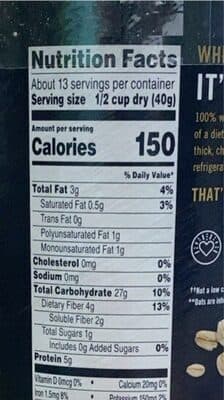 Nutrition Facts
About 13 servings per container
Serving size 1/2 cup dry (40g)
Amount per serving
Calories 150
% Daily Value*
Total Fat 3g 4%
Saturated Fat 0.5g 3%
Trans Fat 0g
Polyunsaturated Fat 1g
Monounsaturated Fat 1g
Cholesterol 0mg 0%
Sodium 0mg 0%
Total Carbohydrate 27g 10%
Dietary Fiber 4g 13%
Soluble Fiber 2g
Total Sugars 1g
Includes 0g Added Sugars 0%
Protein 5g
Vitamin D 0mcg 0% • Calcium 20mg 0%
Iron 1.5mg 8% • Potassium 150mg 2%
WH
IT'
100% w
of a diet
thick, ch
refrigera
THAT'
**Not a low c
**Oats are inh